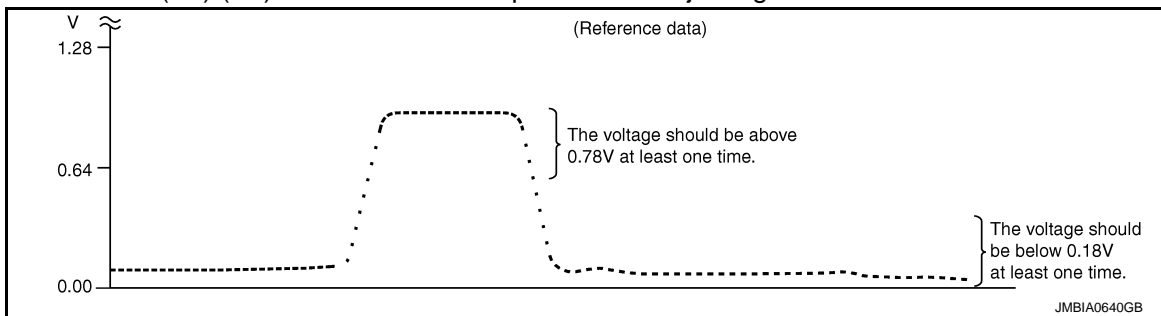 V
(Reference data)
1.28
The voltage should be above
0.78V at least one time.
0.64
The voltage should
be below 0.18V
at least one time.
0.00
JMBIA0640GB